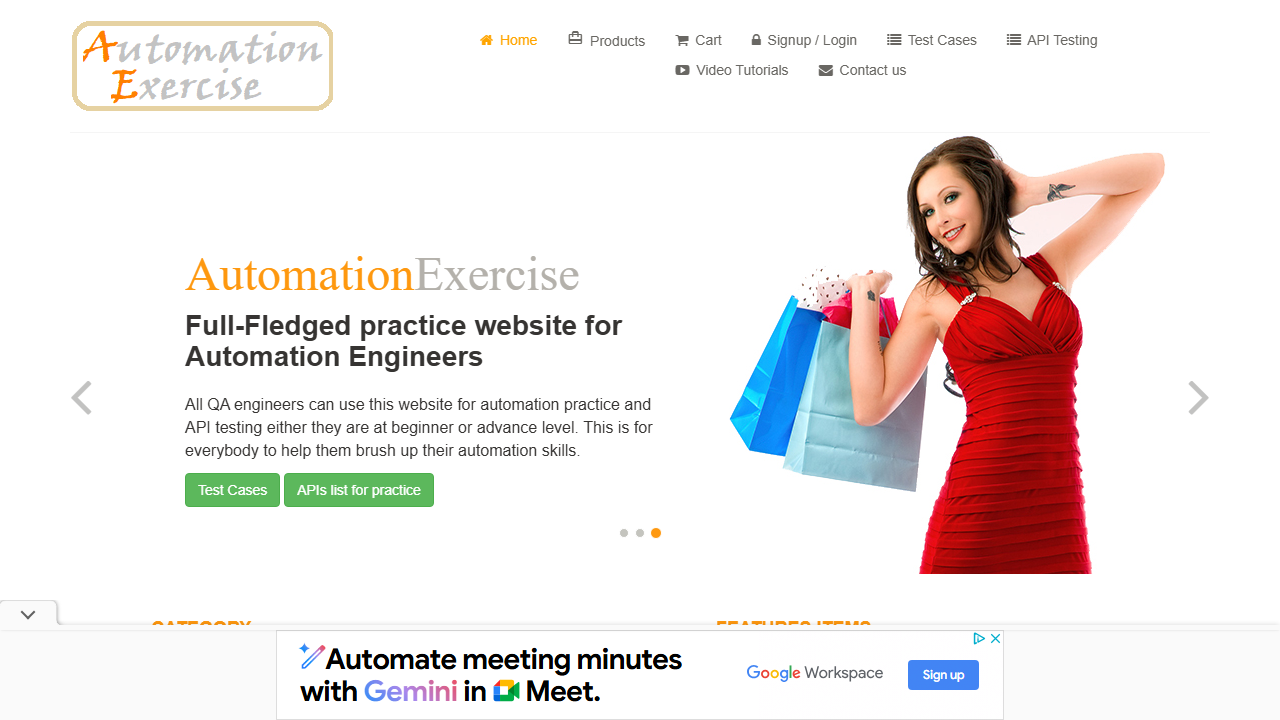 Automation
Exercise
Home
Products
Cart
Signup / Login
Test Cases
API Testing
Video Tutorials
Contact us
AutomationExercise
Full-Fledged practice website for
Automation Engineers
All QA engineers can use this website for automation practice and
API testing either they are at beginner or advance level. This is for
everybody to help them brush up their automation skills.
Test Cases
APIs list for practice
CATEGORY
FEATURES ITEMS
Automate meeting minutes
with Gemini in Meet.
Google Workspace
Sign up